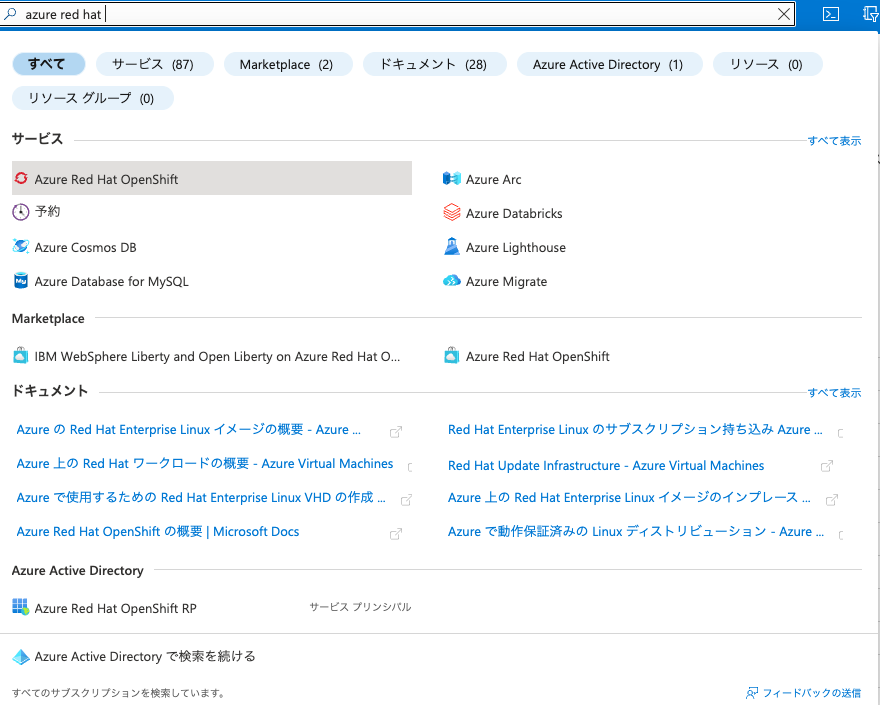 azure red hat
すべて サービス (87) Marketplace (2) ドキュメント (28) Azure Active Directory (1) リソース (0)
リソース グループ (0)
サービス すべて表示
Azure Red Hat OpenShift Azure Arc
予約 Azure Databricks
Azure Cosmos DB Azure Lighthouse
Azure Database for MySQL Azure Migrate
Marketplace
IBM WebSphere Liberty and Open Liberty on Azure Red Hat O... Azure Red Hat OpenShift
ドキュメント すべて表示
Azure の Red Hat Enterprise Linux イメージの概要 - Azure ... Red Hat Enterprise Linux のサブスクリプション持ち込み Azure ...
Azure 上の Red Hat ワークロードの概要 - Azure Virtual Machines Red Hat Update Infrastructure - Azure Virtual Machines
Azure で使用するための Red Hat Enterprise Linux VHD の作成 ... Azure 上の Red Hat Enterprise Linux イメージのインプレース ...
Azure Red Hat OpenShift の概要 | Microsoft Docs Azure で動作保証済みの Linux ディストリビューション - Azure ...
Azure Active Directory
Azure Red Hat OpenShift RP サービス プリンシパル
Azure Active Directory で検索を続ける
すべてのサブスクリプションを検索しています。 フィードバックの送信